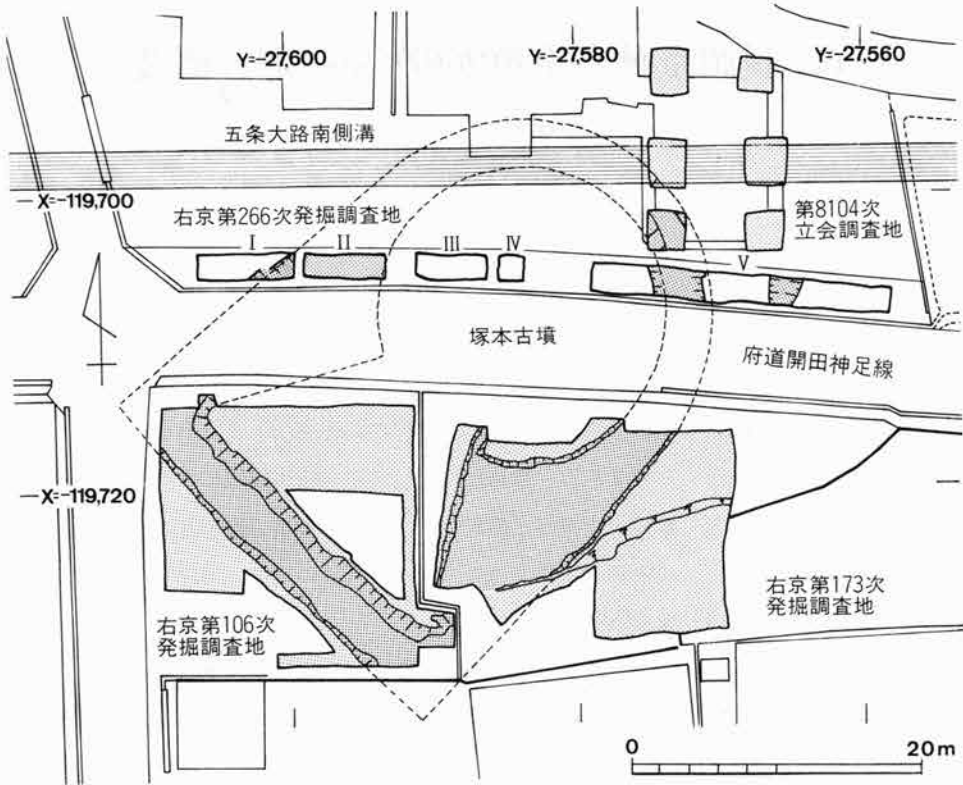 Y=-27,600
Y=-27,580
Y=-27,560
五条大路南側溝
X=-119,700
右京第266次発掘調査地
第8104次
立会調査地
I
II
III
IV
V
塚本古墳
府道開田神足線
X=-119,720
右京第106次
発掘調査地
右京第173次
発掘調査地
0
20m